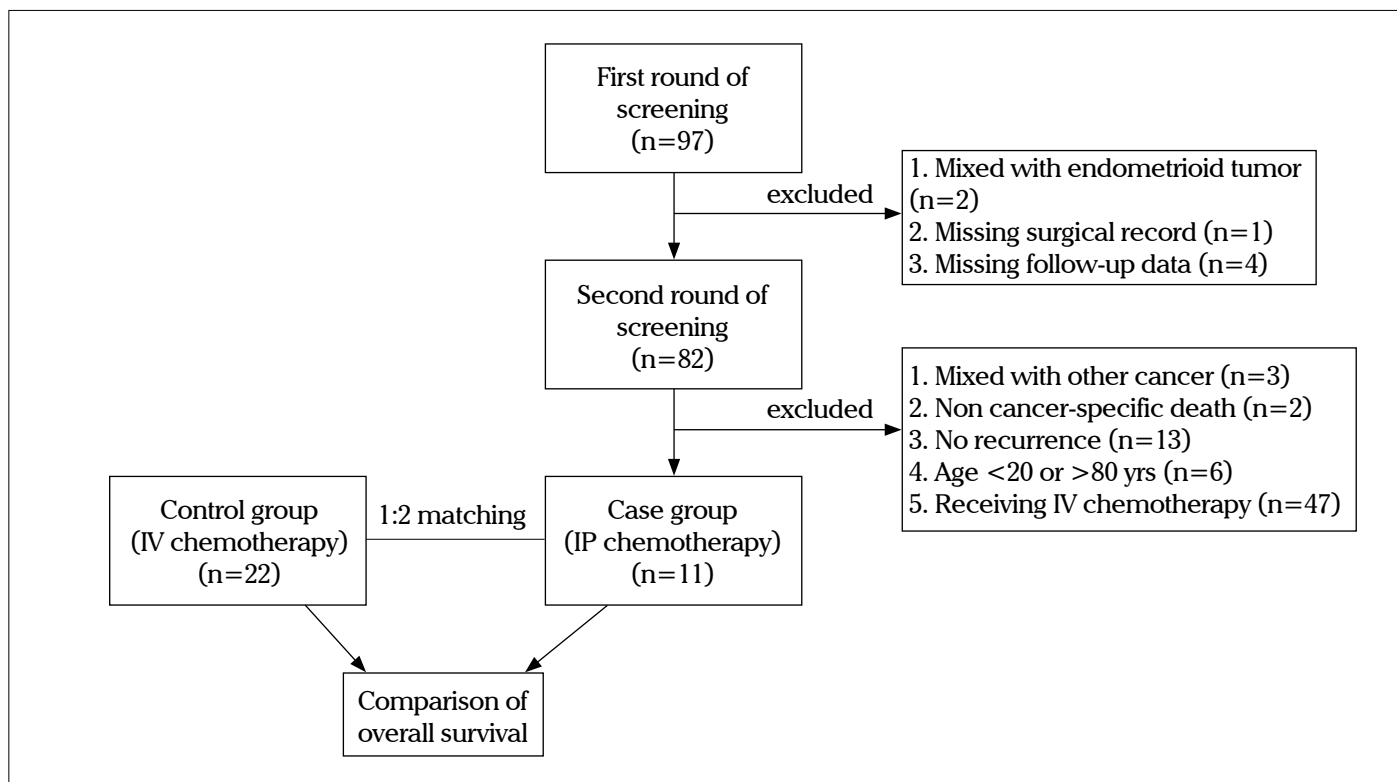 First round of
screening
(n=97)
excluded
1. Mixed with endometrioid tumor
(n=2)
2. Missing surgical record (n=1)
3. Missing follow-up data (n=4)
Second round of
screening
(n=82)
excluded
1. Mixed with other cancer (n=3)
2. Non cancer-specific death (n=2)
3. No recurrence (n=13)
4. Age <20 or >80 yrs (n=6)
5. Receiving IV chemotherapy (n=47)
Control group
(IV chemotherapy)
(n=22)
1:2 matching
Case group
(IP chemotherapy)
(n=11)
Comparison of
overall survival